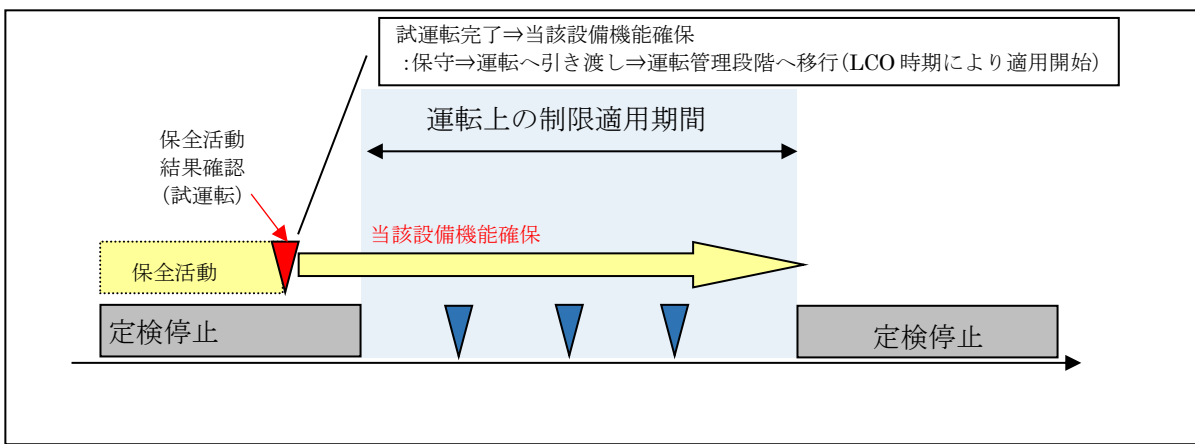 試運転完了⇒当該設備機能確保
:保守⇒運転へ引き渡し⇒運転管理段階へ移行(LCO 時期により適用開始)
運転上の制限適用期間
保全活動
結果確認
(試運転)
当該設備機能確保
保全活動
定検停止
定検停止